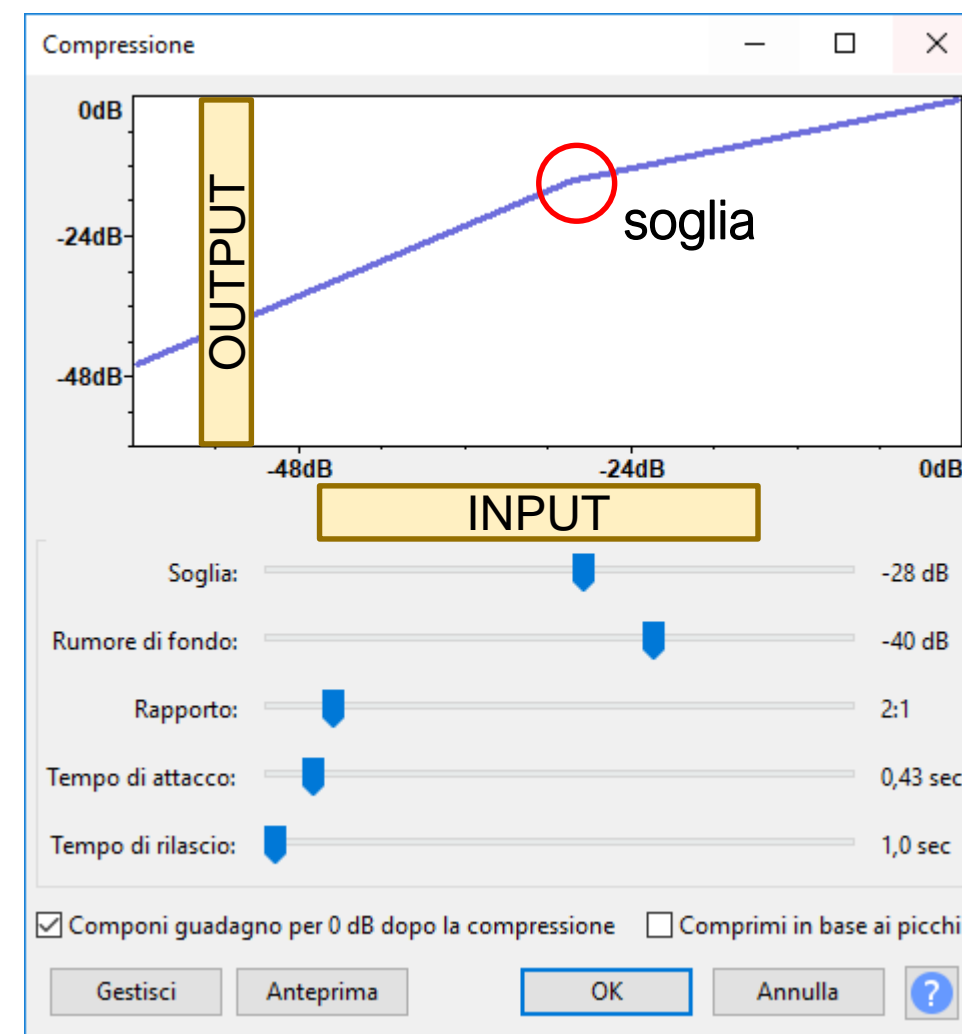 Compressione
0dB
OUTPUT
soglia
-24dB
-48dB
-48dB -24dB 0dB
INPUT
Soglia: -28 dB
Rumore di fondo: -40 dB
Rapporto: 2:1
Tempo di attacco: 0,43 sec
Tempo di rilascio: 1,0 sec
Componi guadagno per 0 dB dopo la compressione Comprimi in base ai picchi
Gestisci Anteprima OK Annulla ?